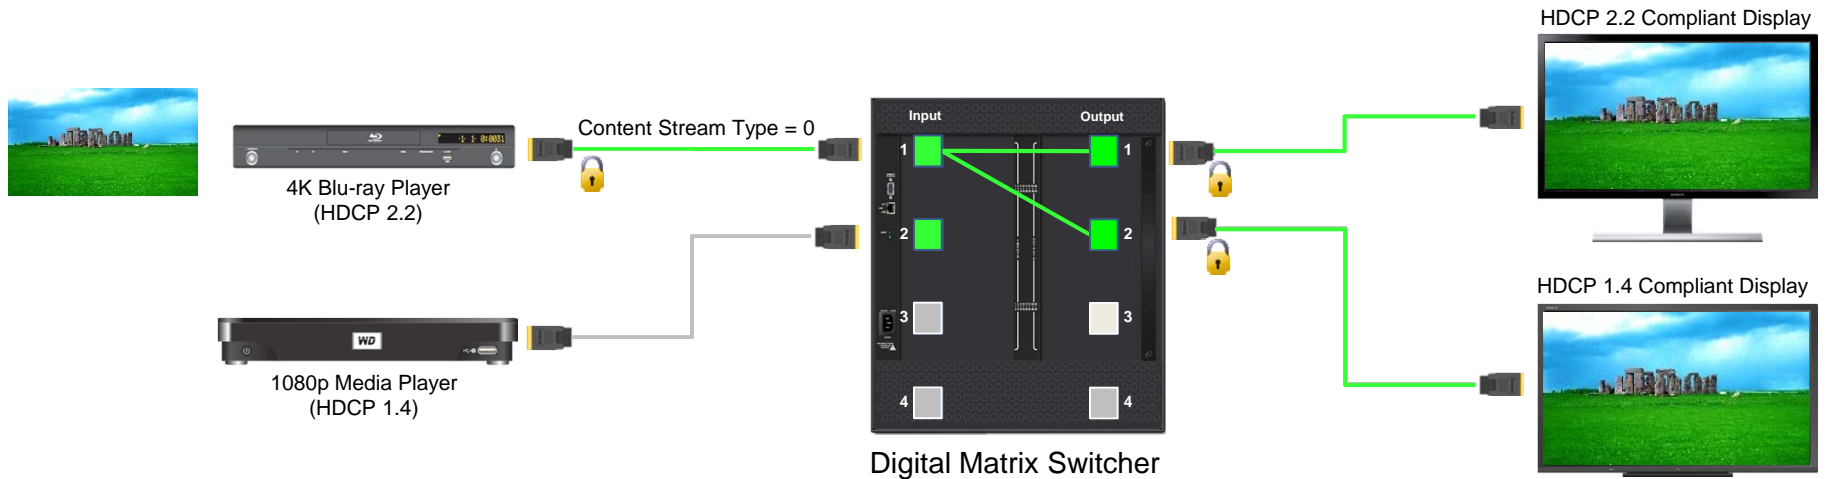 HDCP 2.2 Compliant Display
Content Stream Type = 0
4K Blu-ray Player
(HDCP 2.2)
Input
Output
1
1
2
2
3
3
4
4
HDCP 1.4 Compliant Display
WD
1080p Media Player
(HDCP 1.4)
Digital Matrix Switcher